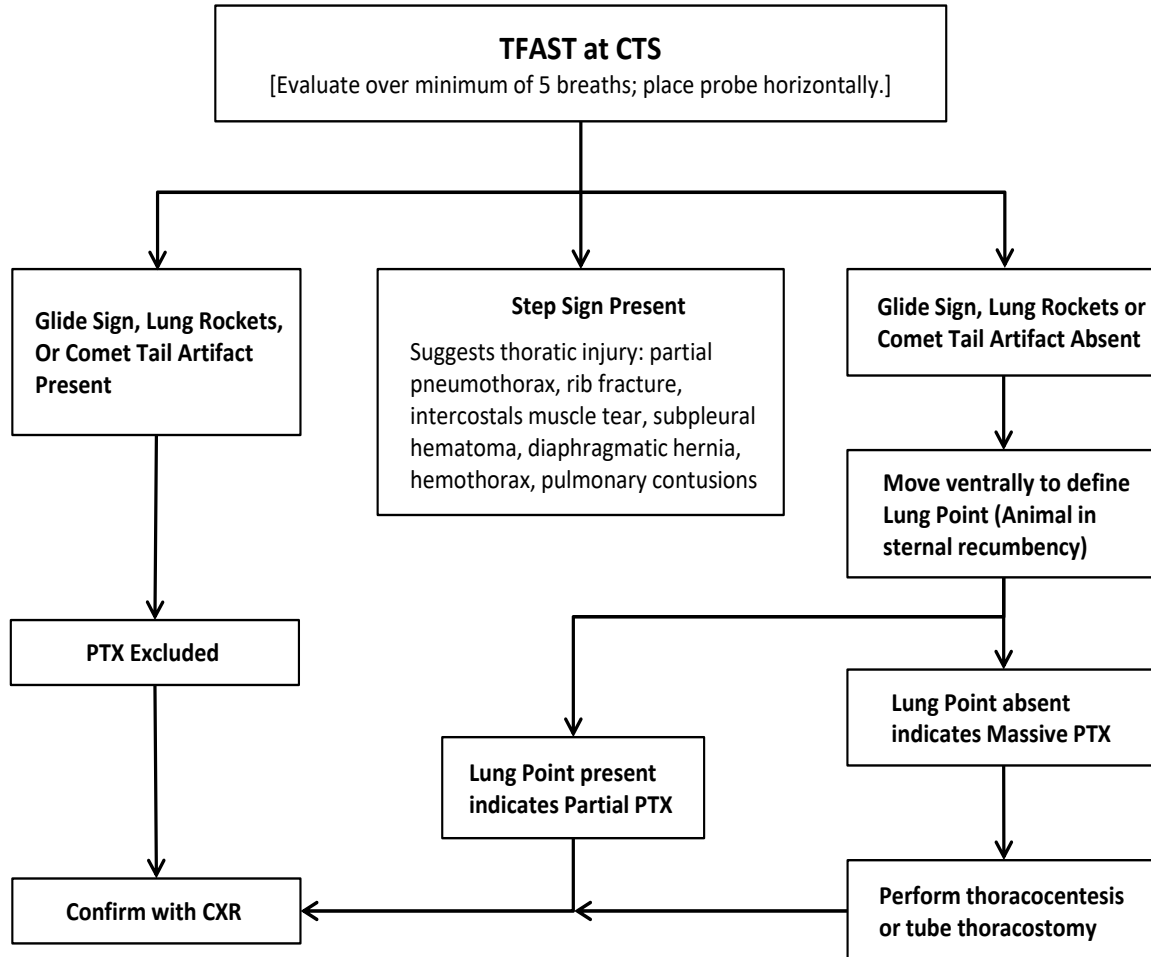 TFAST at CTS
[Evaluate over minimum of 5 breaths; place probe horizontally.]
Glide Sign, Lung Rockets,
Or Comet Tail Artifact
Present
Step Sign Present
Suggests thoratic injury: partial
pneumothorax, rib fracture,
intercostals muscle tear, subpleural
hematoma, diaphragmatic hernia,
hemothorax, pulmonary contusions
Glide Sign, Lung Rockets or
Comet Tail Artifact Absent
Move ventrally to define
Lung Point (Animal in
sternal recumbency)
PTX Excluded
Lung Point absent
indicates Massive PTX
Lung Point present
indicates Partial PTX
Confirm with CXR
Perform thoracocentesis
or tube thoracostomy